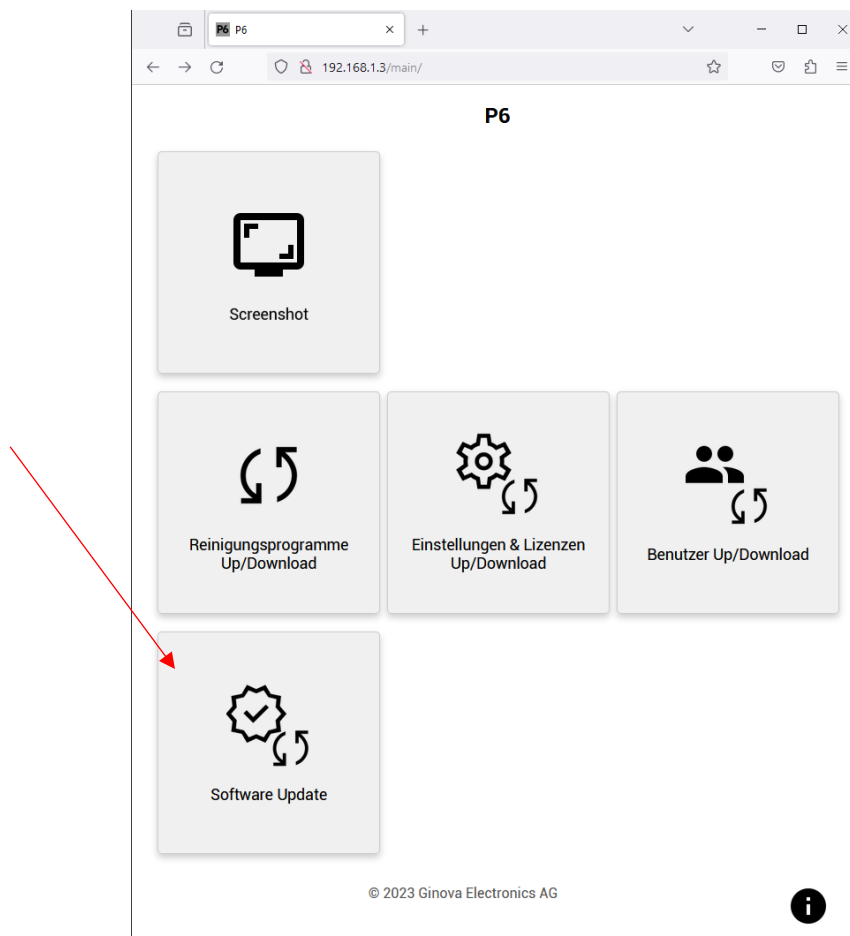 P6 P6
192.168.1.3/main/
P6
Screenshot
Reinigungsprogramme
Up/Download
Einstellungen & Lizenzen
Up/Download
Benutzer Up/Download
Software Update
© 2023 Ginova Electronics AG